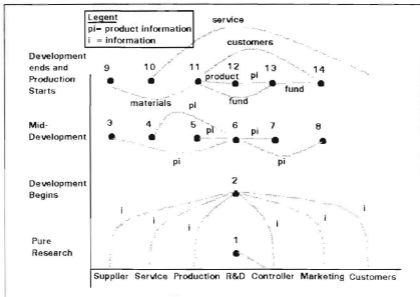 Legent
pi- product information
i = information
service
customers
Development
ends and
Production
Starts
9 10 11 12 13 14
product pi
fund
fund
materials
pi
Mid-
Development
3 4 5 6 7 8
pi pi
pi pi
Development
Begins
2
i i i i i i
Pure
Research
1
Supplier Service Production R&D Controller Marketing Customers